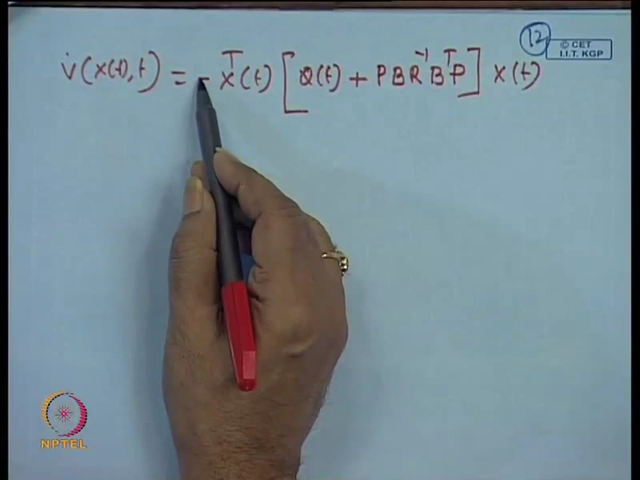 V̇(x(t),t) = - xᵀ(t) [Q(t) + PBR⁻¹BᵀP] x(t)
12
© CET
I.I.T. KGP
NPTEL